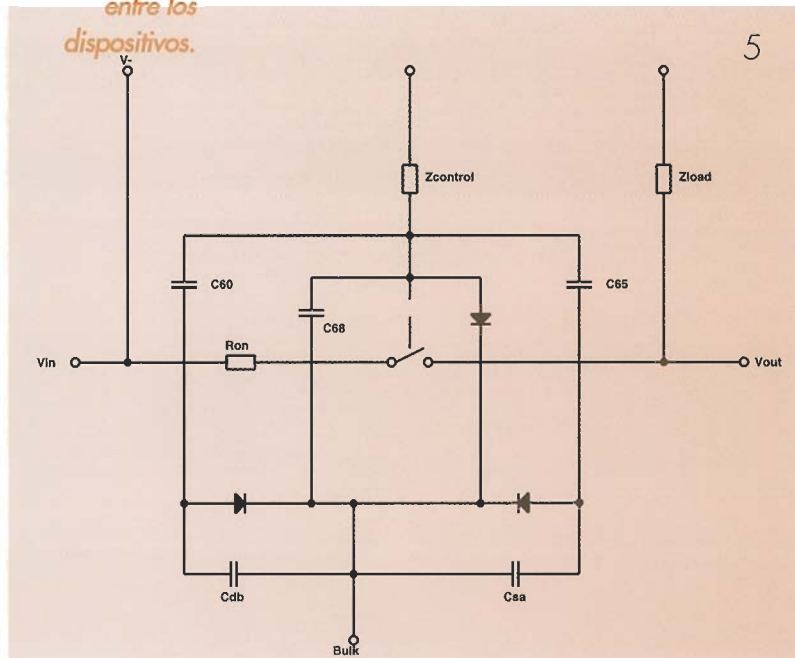 entre los
dispositivos.
5
V-
Zcontrol
Zload
C60
C65
C68
Ron
Vin
Vout
Cdb
Csa
Bulk